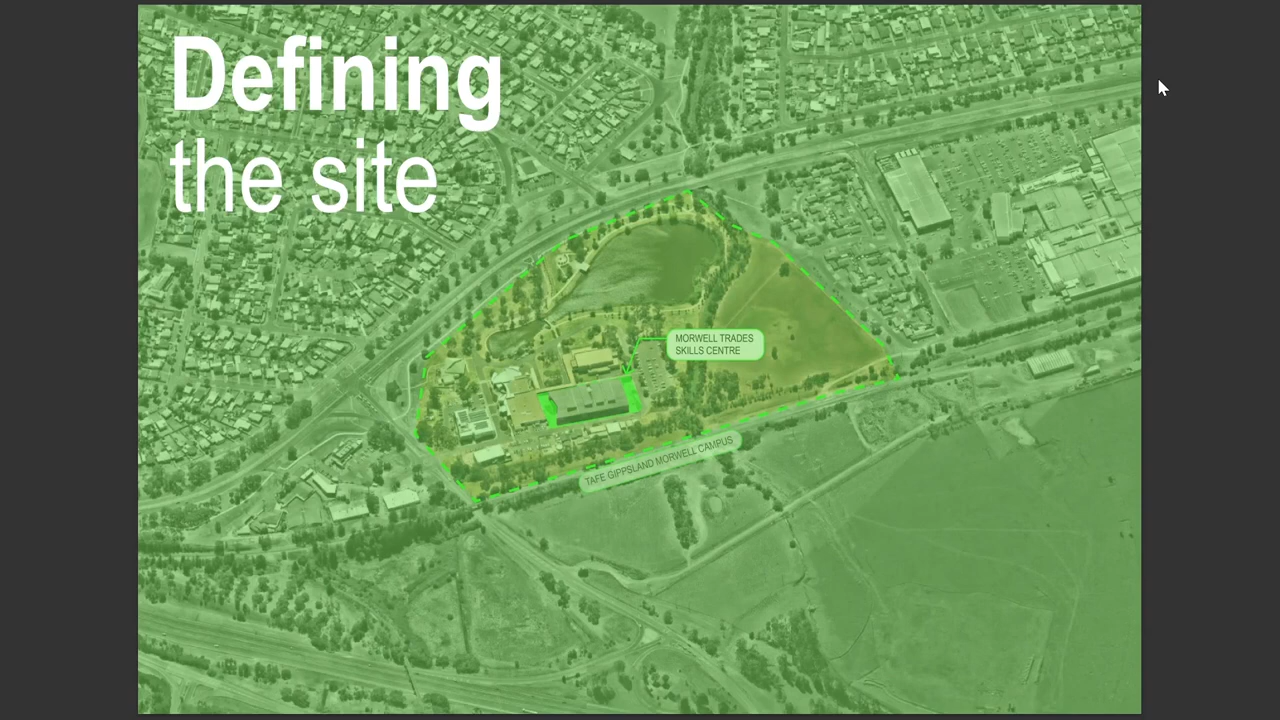 Defining
the site
MORWELL TRADES
SKILLS CENTRE
TAFE GIPPSLAND MORWELL CAMPUS